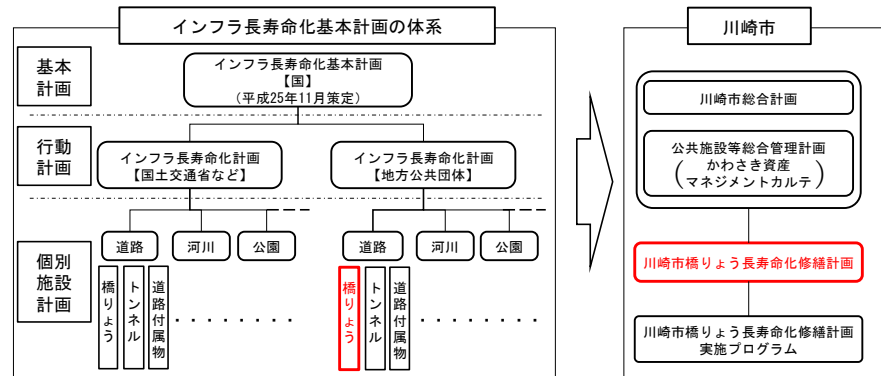 インフラ長寿命化基本計画の体系
基本
計画
インフラ長寿命化基本計画
【国】
(平成25年11月策定)
行動
計画
インフラ長寿命化計画
【国土交通省など】
インフラ長寿命化計画
【地方公共団体】
個別
施設
計画
道路
河川
公園
道路
河川
公園
橋りょう
トンネル
道路付属物
・・・・・・・・
橋りょう
トンネル
道路付属物
・・・・・・・・
川崎市
川崎市総合計画
公共施設等総合管理計画
(かわさき資産
マネジメントカルテ)
川崎市橋りょう長寿命化修繕計画
川崎市橋りょう長寿命化修繕計画
実施プログラム